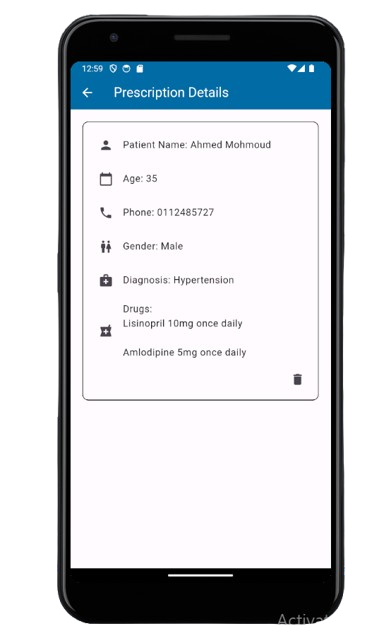 12:59
Prescription Details
Patient Name: Ahmed Mohmoud
Age: 35
Phone: 0112485727
Gender: Male
Diagnosis: Hypertension
Drugs:
Lisinopril 10mg once daily
Amlodipine 5mg once daily